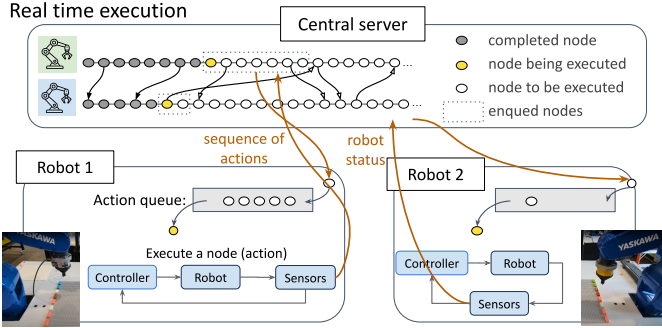 Real time execution
Central server
completed node
node being executed
node to be executed
enqued nodes
...
...
sequence of
actions
robot
status
Robot 1
Action queue:
Execute a node (action)
Controller
Robot
Sensors
YASKAWA
Robot 2
Controller
Robot
Sensors
YASKAWA